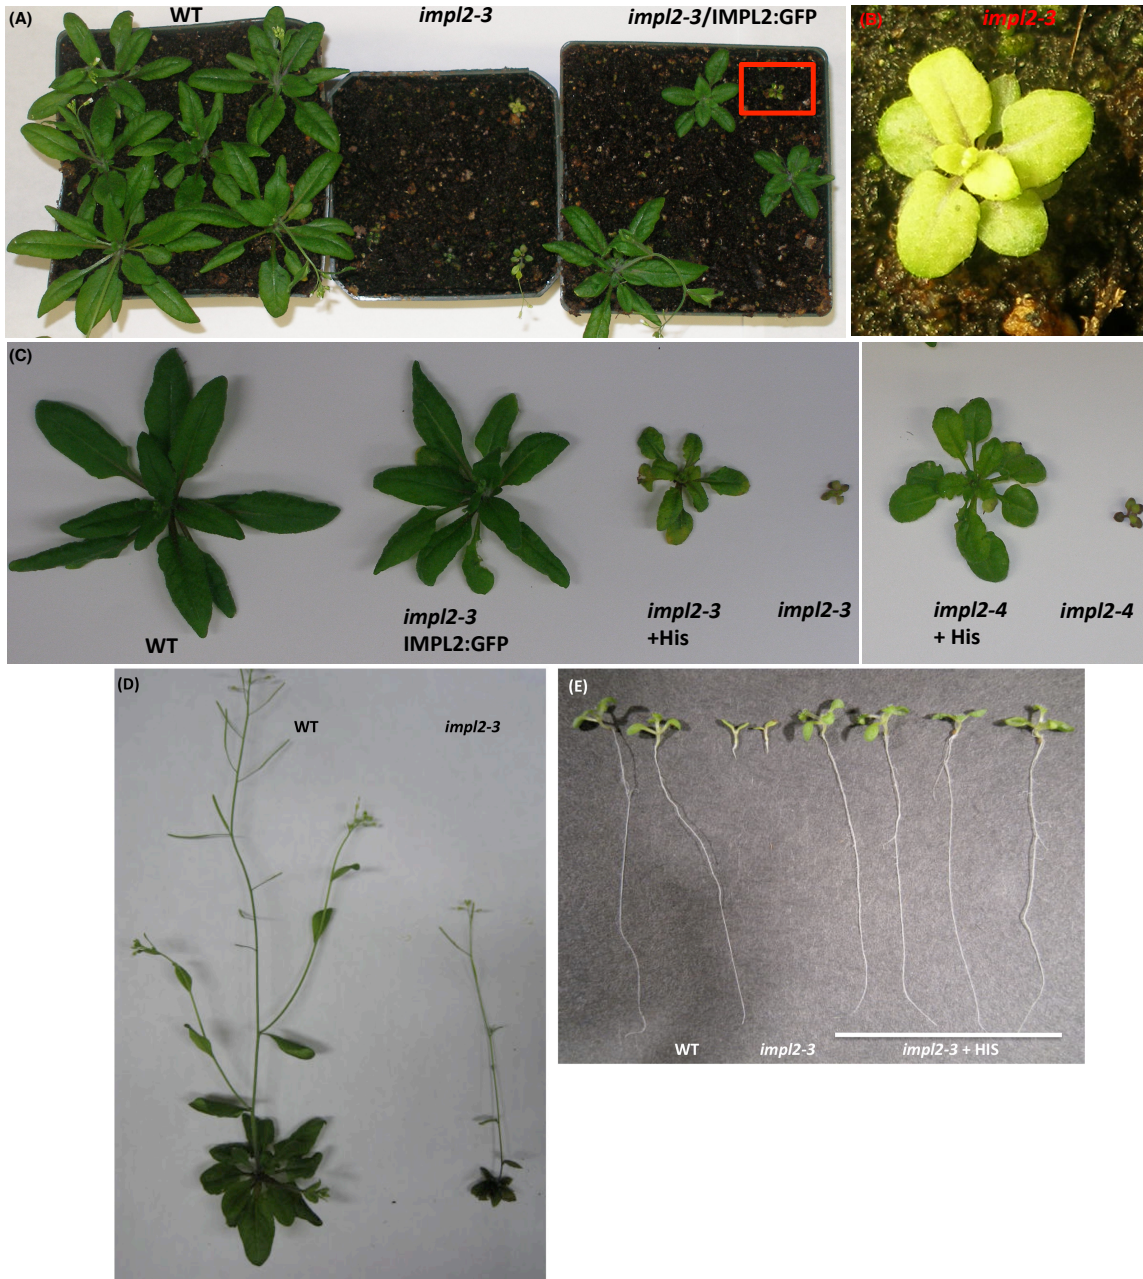 (A)
WT
impl2-3
impl2-3/IMPL2:GFP
(B)
impl2-3
(C)
WT
impl2-3
IMPL2:GFP
impl2-3
+His
impl2-3
impl2-4
+ His
impl2-4
(D)
WT
impl2-3
(E)
WT
impl2-3
impl2-3 + HIS